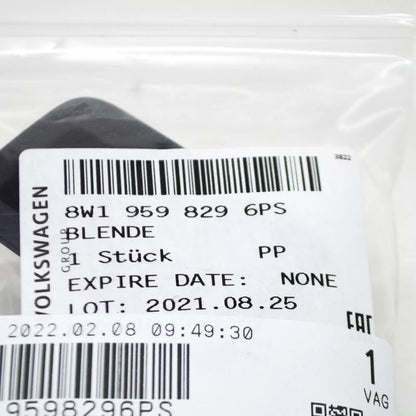 3822
8W1 959 829 6PS
BLENDE
1 Stück PP
EXPIRE DATE: NONE
LOT: 2021.08.25
VOLKSWAGEN
GROUP
EAC
2022.02.08 09:49:30
1
VAG
9598296PS